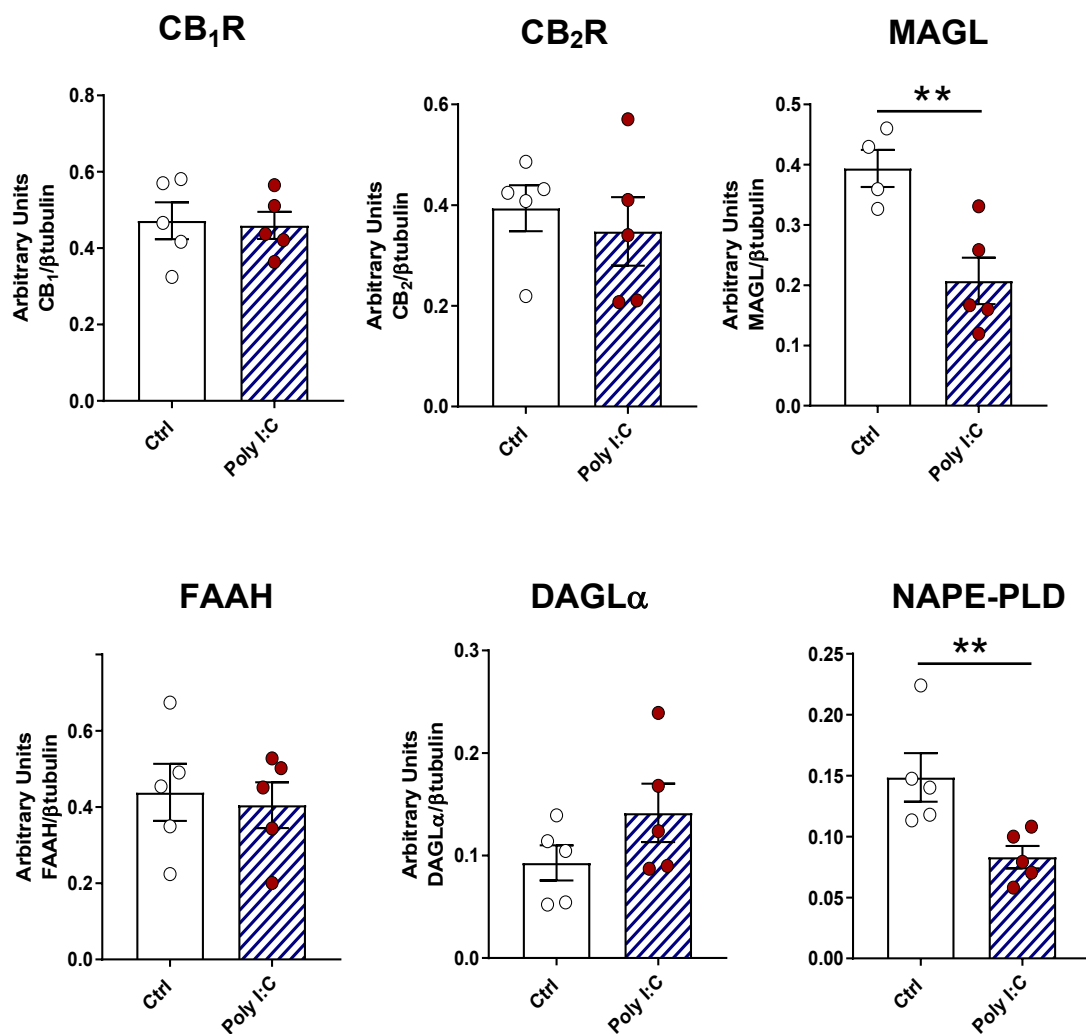 CB₁R
CB₂R
MAGL
Arbitrary Units
CB₁/βtubulin
0.8
0.6
0.4
0.2
0.0
Ctrl
Poly I:C
Arbitrary Units
CB₂/βtubulin
0.6
0.4
0.2
0.0
Ctrl
Poly I:C
Arbitrary Units
MAGL/βtubulin
0.5
0.4
0.3
0.2
0.1
0.0
**
Ctrl
Poly I:C
FAAH
DAGLα
NAPE-PLD
Arbitrary Units
FAAH/βtubulin
0.6
0.4
0.2
0.0
Ctrl
Poly I:C
Arbitrary Units
DAGLα/βtubulin
0.3
0.2
0.1
0.0
Ctrl
Poly I:C
0.25
0.20
0.15
0.10
0.05
0.00
**
Ctrl
Poly I:C